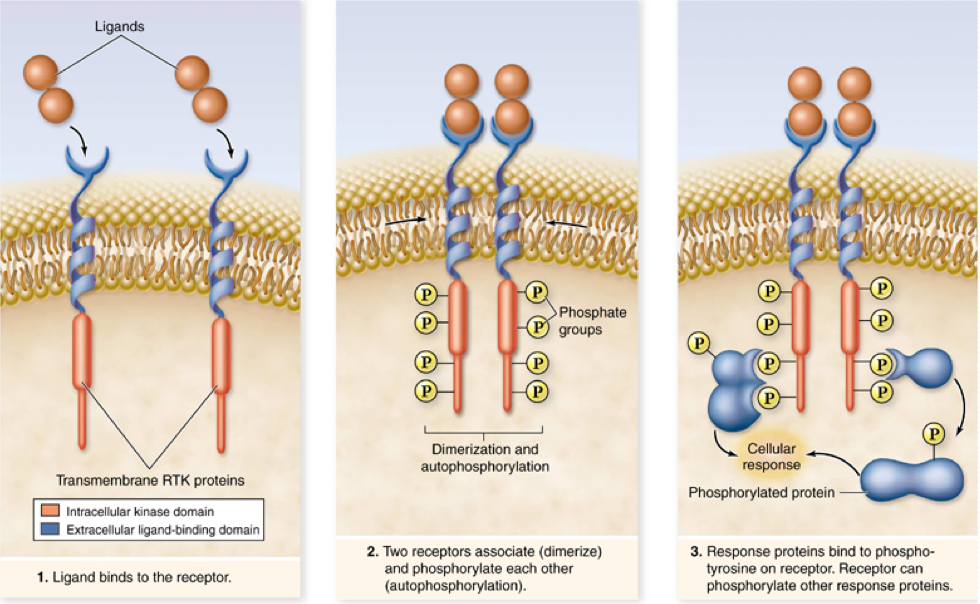 Ligands
Transmembrane RTK proteins
Intracellular kinase domain
Extracellular ligand-binding domain
1. Ligand binds to the receptor.
P
P
P
P
P
P
P
P
Phosphate
groups
Dimerization and
autophosphorylation
2. Two receptors associate (dimerize)
and phosphorylate each other
(autophosphorylation).
P
P
P
P
P
P
P
P
P
P
Cellular
response
Phosphorylated protein
3. Response proteins bind to phospho-
tyrosine on receptor. Receptor can
phosphorylate other response proteins.